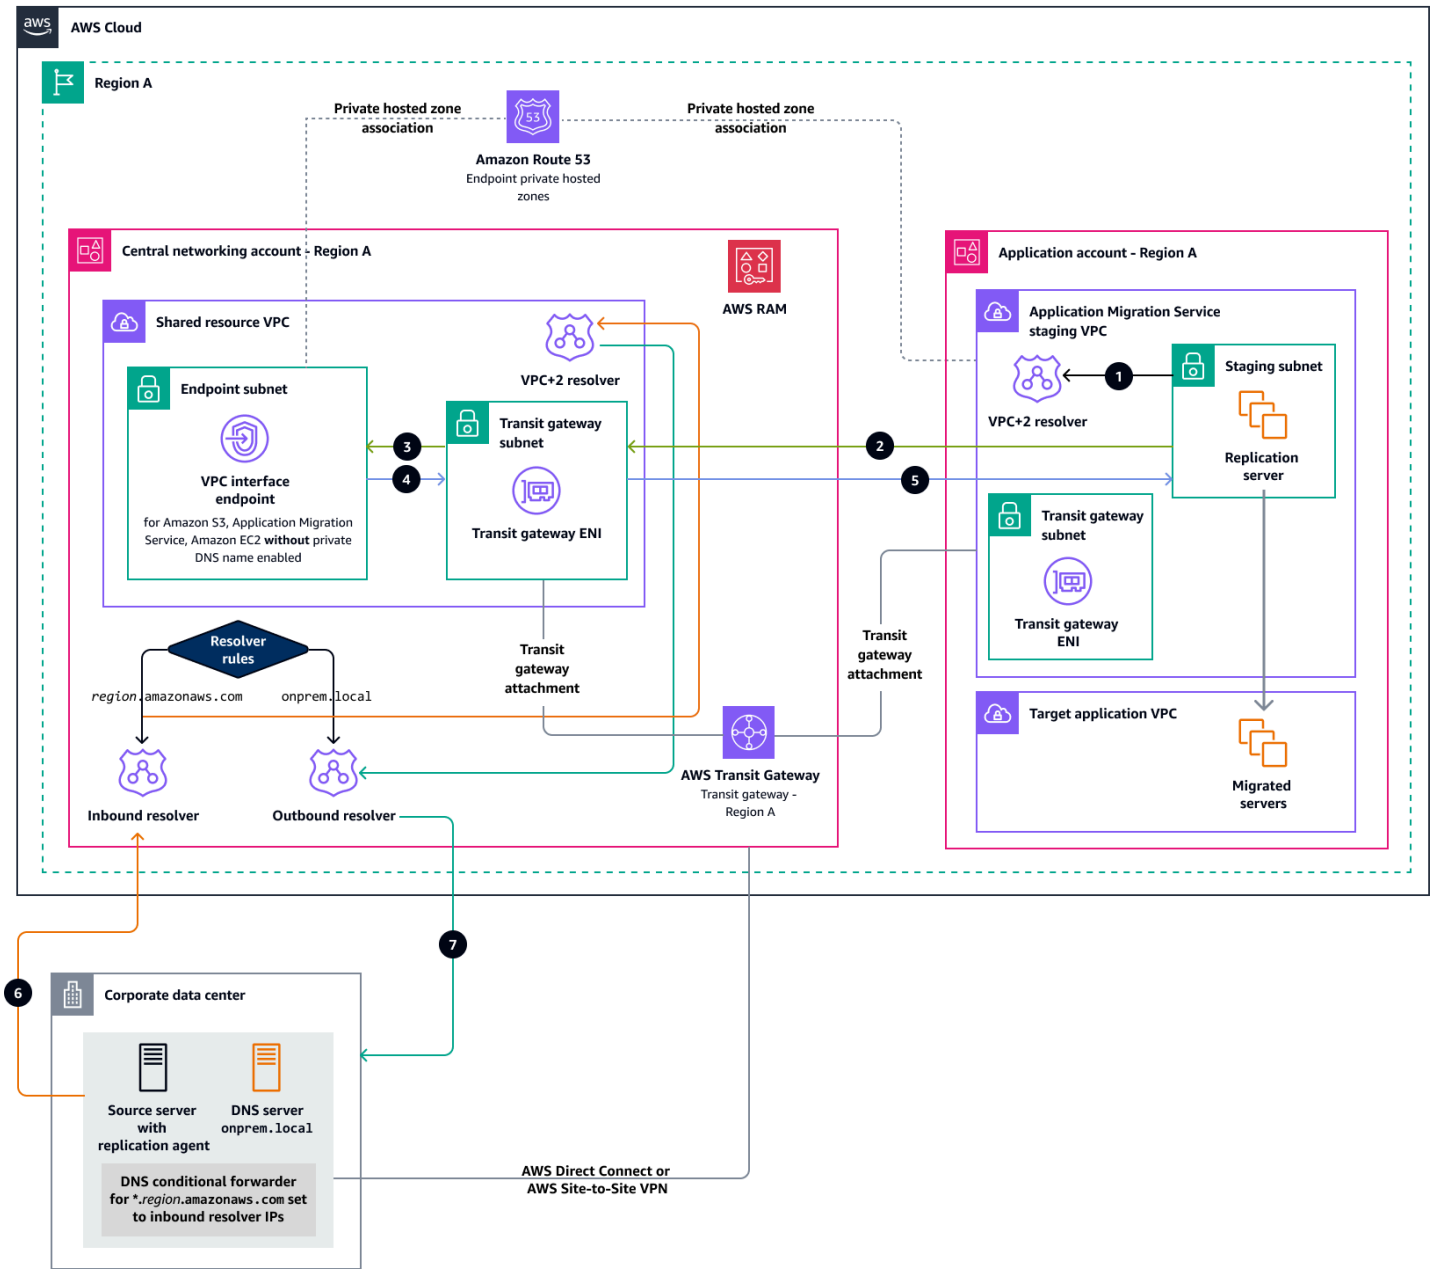 aws
AWS Cloud
Region A
Private hosted zone
association
53
Private hosted zone
association
Amazon Route 53
Endpoint private hosted
zones
Central networking account - Region A
AWS RAM
Application account - Region A
Shared resource VPC
VPC+2 resolver
Endpoint subnet
VPC interface
endpoint
for Amazon S3, Application Migration
Service, Amazon EC2 without private
DNS name enabled
3
4
Transit gateway
subnet
Transit gateway ENI
2
5
Application Migration Service
staging VPC
VPC+2 resolver
1
Staging subnet
Replication
server
Transit gateway
subnet
Transit gateway
ENI
Resolver
rules
region.amazonaws.com
onprem.local
Transit
gateway
attachment
Transit
gateway
attachment
Target application VPC
Migrated
servers
Inbound resolver
Outbound resolver
AWS Transit Gateway
Transit gateway -
Region A
7
6
Corporate data center
Source server
with
replication agent
DNS server
onprem.local
DNS conditional forwarder
for *.region.amazonaws.com set
to inbound resolver IPs
AWS Direct Connect or
AWS Site-to-Site VPN